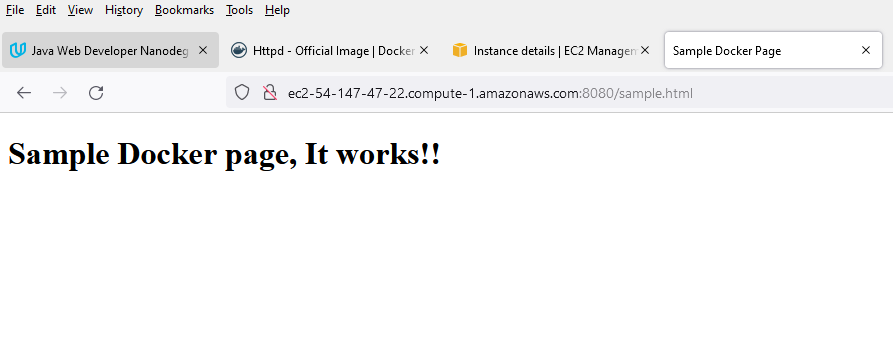 File Edit View History Bookmarks Tools Help
Java Web Developer Nanodeg Httpd - Official Image | Docker Instance details | EC2 Managem Sample Docker Page
ec2-54-147-47-22.compute-1.amazonaws.com:8080/sample.html
Sample Docker page, It works!!